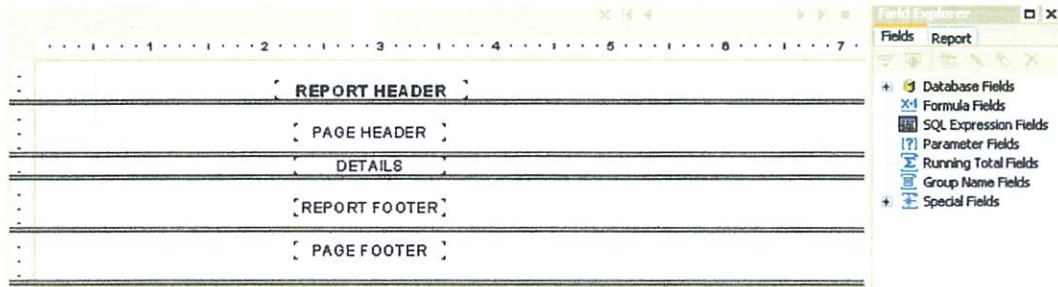 Field Explorer
Fields Report
1 2 3 4 5 6 7
REPORT HEADER
PAGE HEADER
DETAILS
REPORT FOOTER
PAGE FOOTER
Database Fields
Formula Fields
SQL Expression Fields
Parameter Fields
Running Total Fields
Group Name Fields
Special Fields